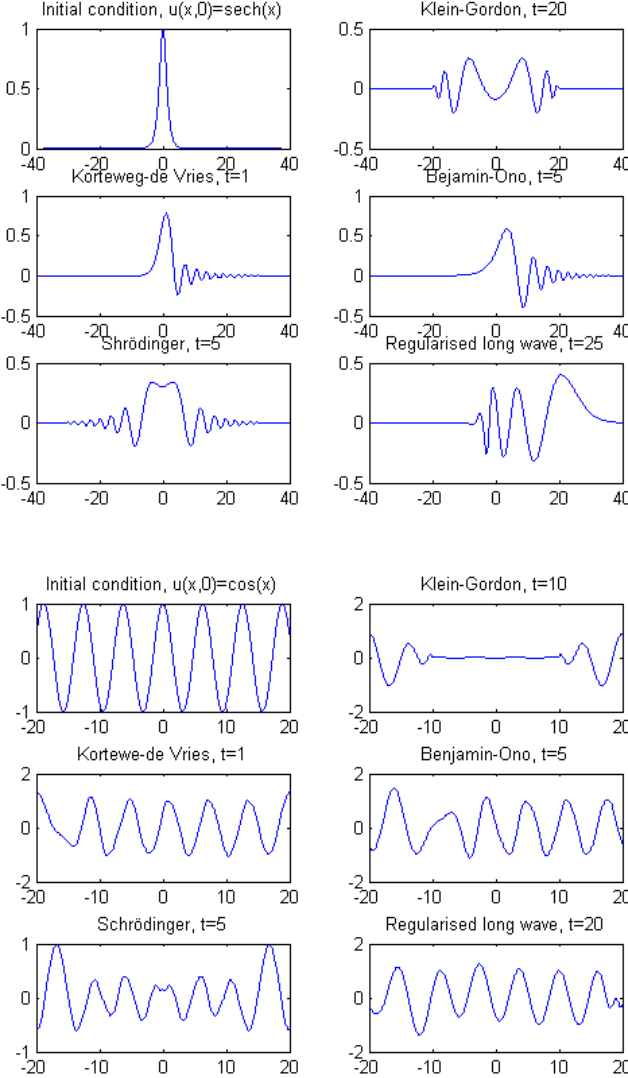 Initial condition, u(x,0)=sech(x)
1
0.5
0
-40 -20 0 20 40
Klein-Gordon, t=20
0.5
0
-0.5
-40 -20 0 20 40
Korteweg-de Vries, t=1
1
0.5
0
-0.5
-40 -20 0 20 40
Bejamin-Ono, t=5
1
0.5
0
-0.5
-40 -20 0 20 40
Shrödinger, t=5
0.5
0
-0.5
-40 -20 0 20 40
Regularised long wave, t=25
0.5
0
-0.5
-40 -20 0 20 40
Initial condition, u(x,0)=cos(x)
1
0
-1
-20 -10 0 10 20
Klein-Gordon, t=10
2
0
-2
-20 -10 0 10 20
Kortewe-de Vries, t=1
2
0
-2
-20 -10 0 10 20
Benjamin-Ono, t=5
2
0
-2
-20 -10 0 10 20
Schrödinger, t=5
1
0
-1
-20 -10 0 10 20
Regularised long wave, t=20
2
0
-2
-20 -10 0 10 20